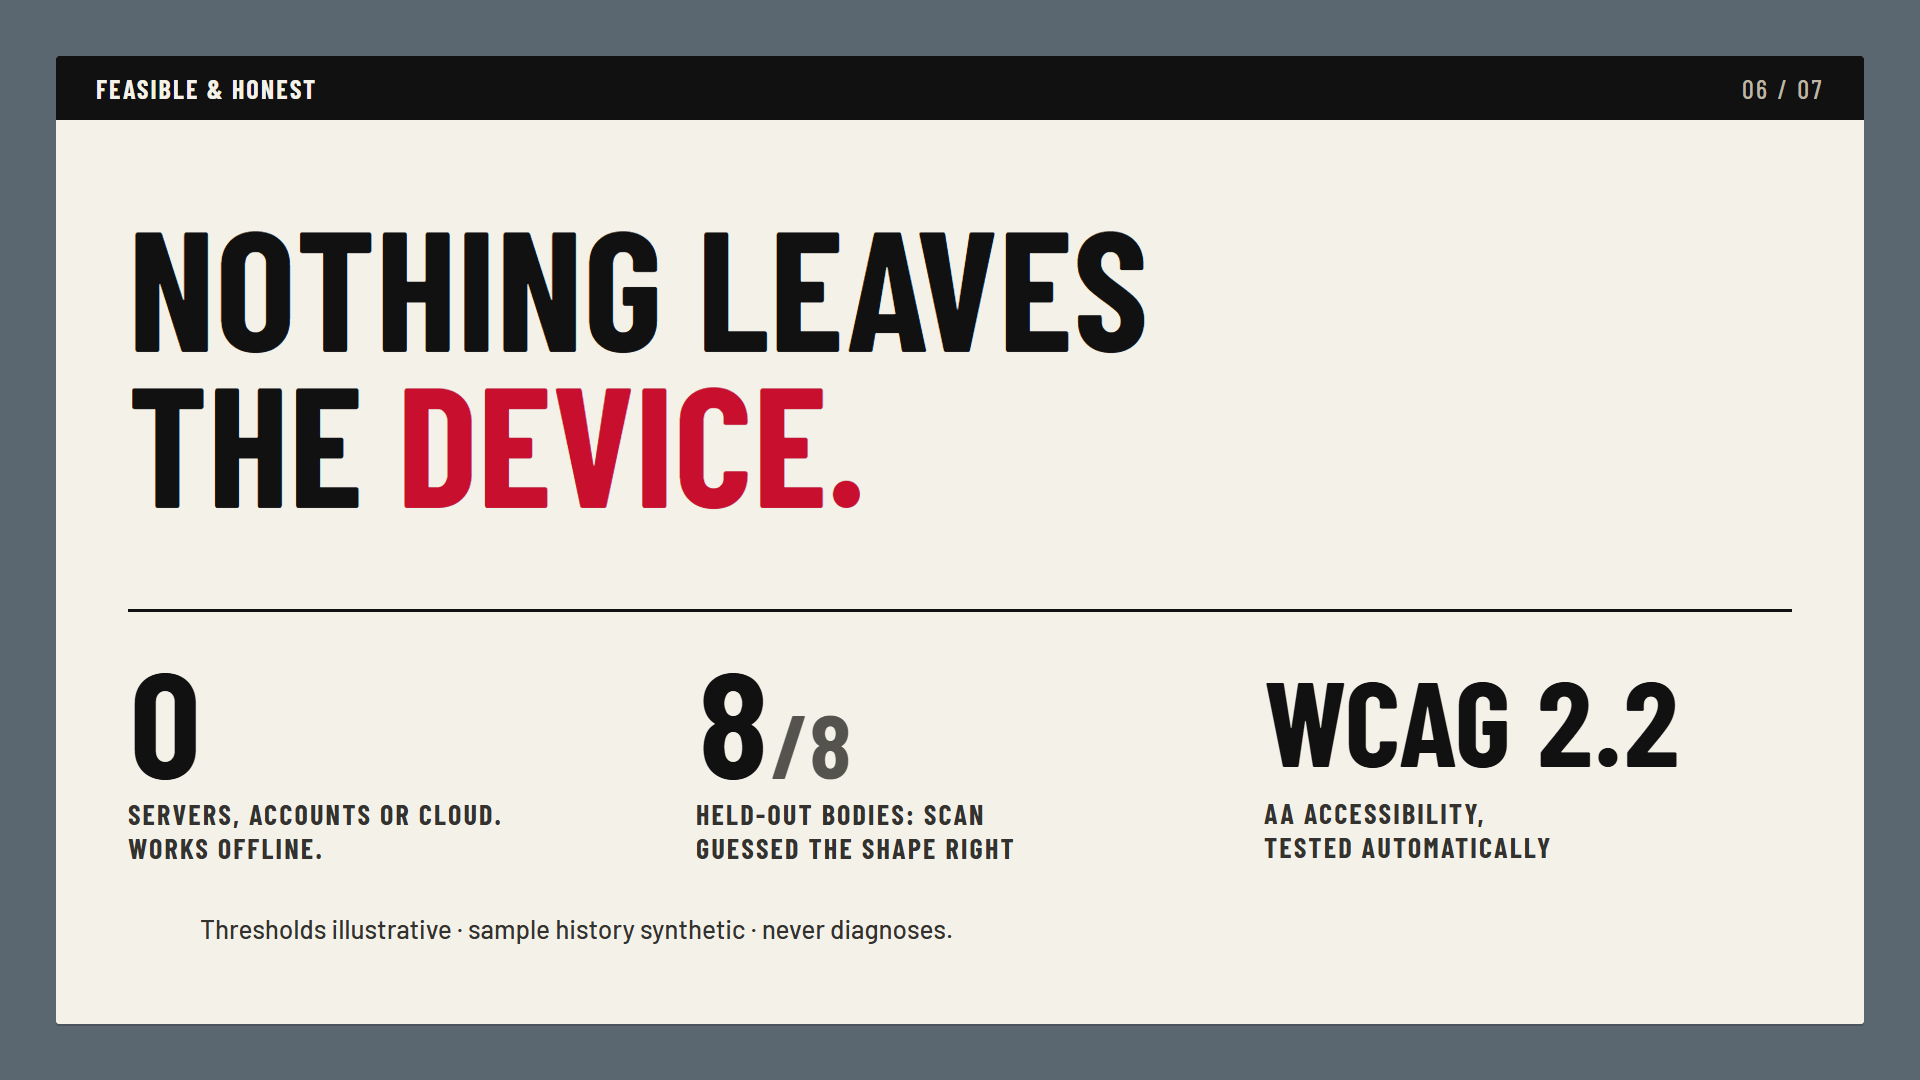 FEASIBLE & HONEST
06 / 07
NOTHING LEAVES
THE DEVICE.
0
SERVERS, ACCOUNTS OR CLOUD.
WORKS OFFLINE.
8/8
HELD-OUT BODIES: SCAN
GUESSED THE SHAPE RIGHT
WCAG 2.2
AA ACCESSIBILITY,
TESTED AUTOMATICALLY
Thresholds illustrative · sample history synthetic · never diagnoses.